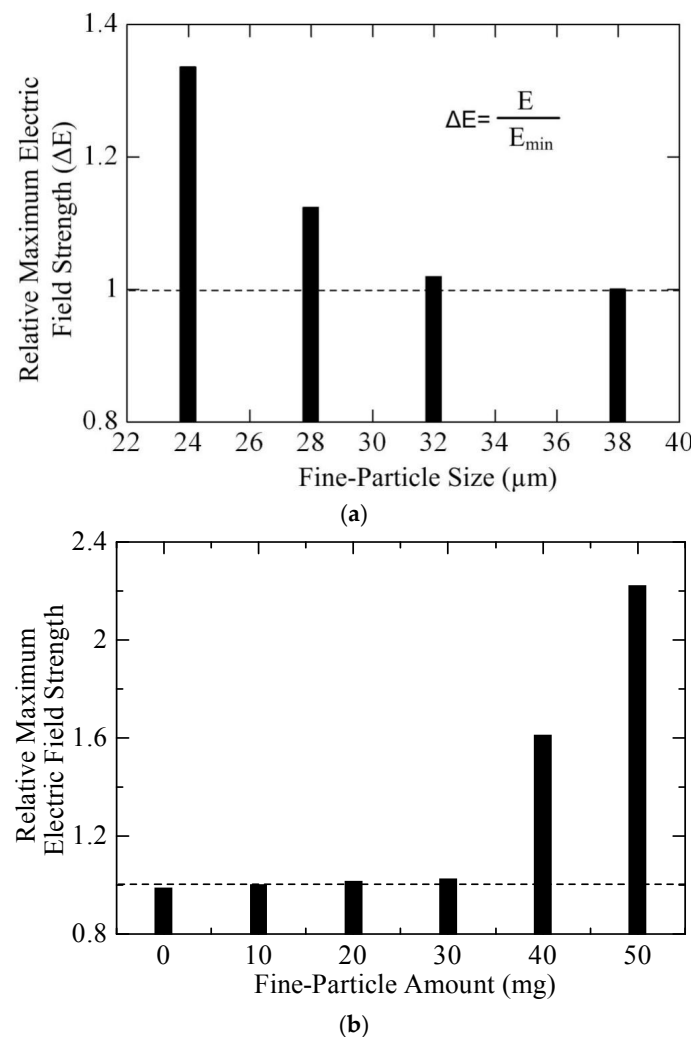 1.4
1.2
1
0.8
Relative Maximum Electric
Field Strength (ΔE)
ΔE= E
E min
22 24 26 28 30 32 34 36 38 40
Fine-Particle Size (µm)
(a)
2.4
2
1.6
1.2
0.8
Relative Maximum
Electric Field Strength
0 10 20 30 40 50
Fine-Particle Amount (mg)
(b)